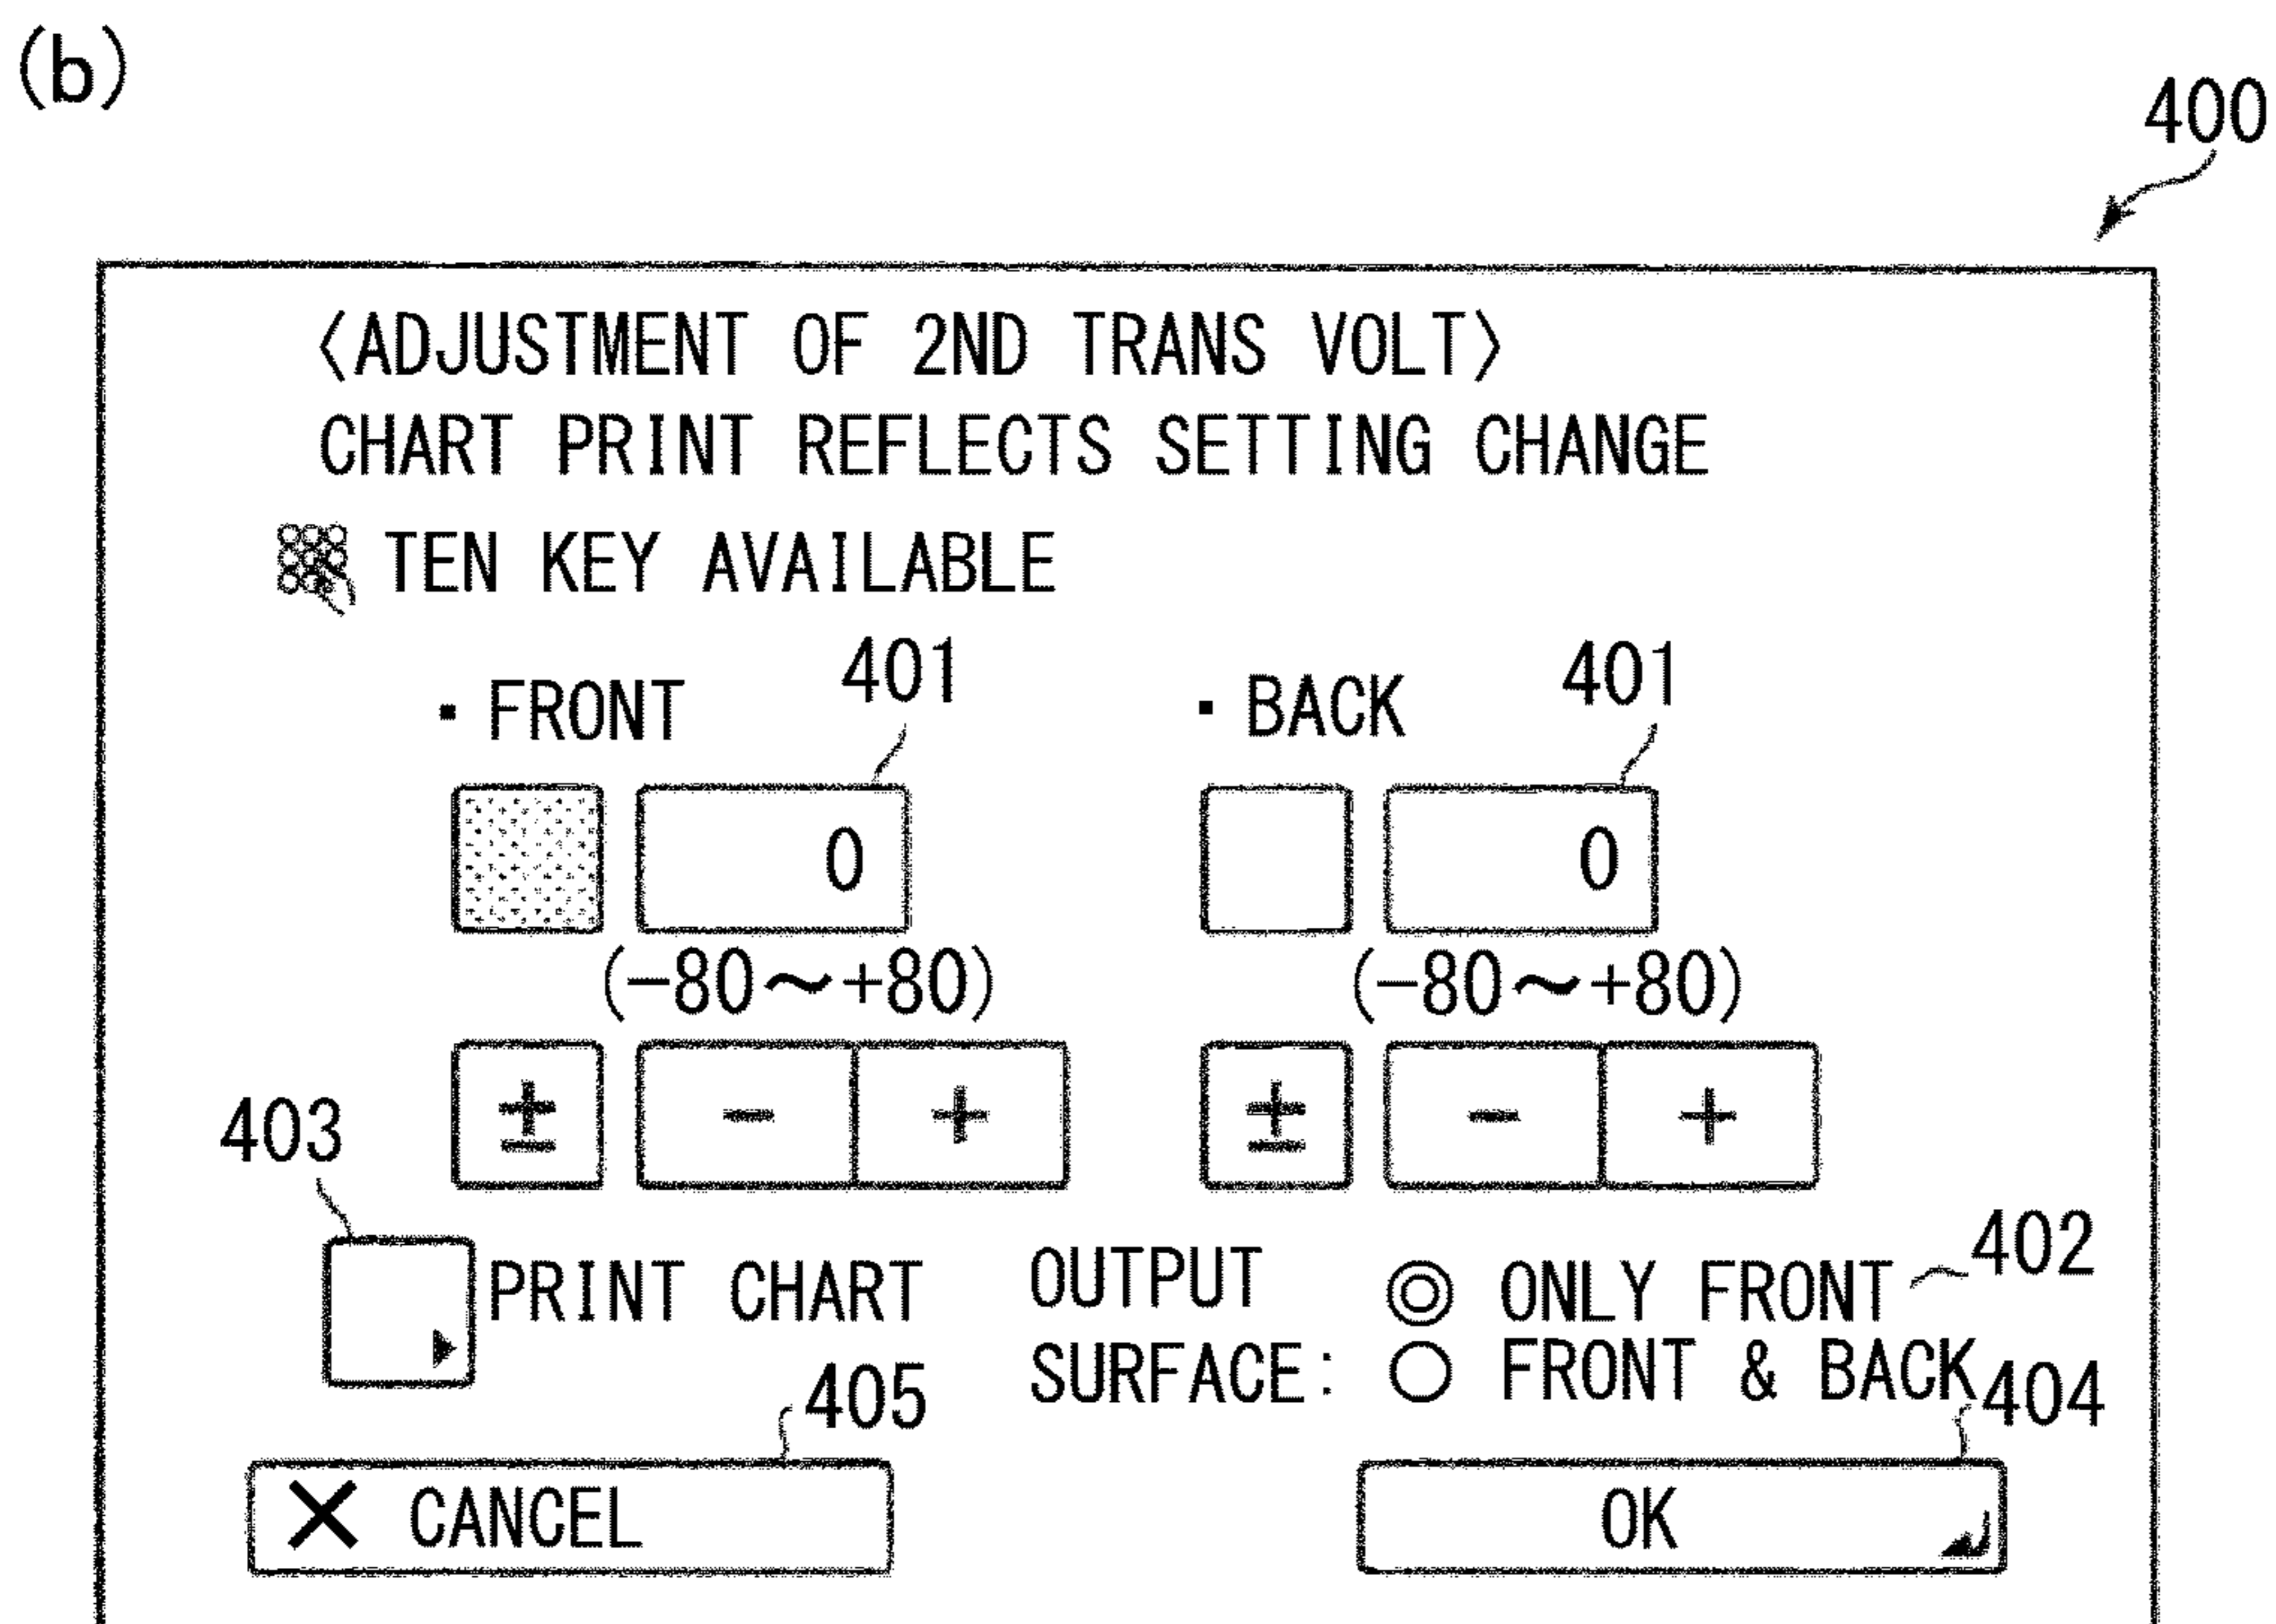 (b)
400
〈ADJUSTMENT OF 2ND TRANS VOLT〉
CHART PRINT REFLECTS SETTING CHANGE
TEN KEY AVAILABLE
・FRONT 401 ・BACK 401
0 0
(-80～+80) (-80～+80)
± - + ± - +
403
PRINT CHART OUTPUT ◎ ONLY FRONT 402
SURFACE: ○ FRONT & BACK
405 404
× CANCEL OK